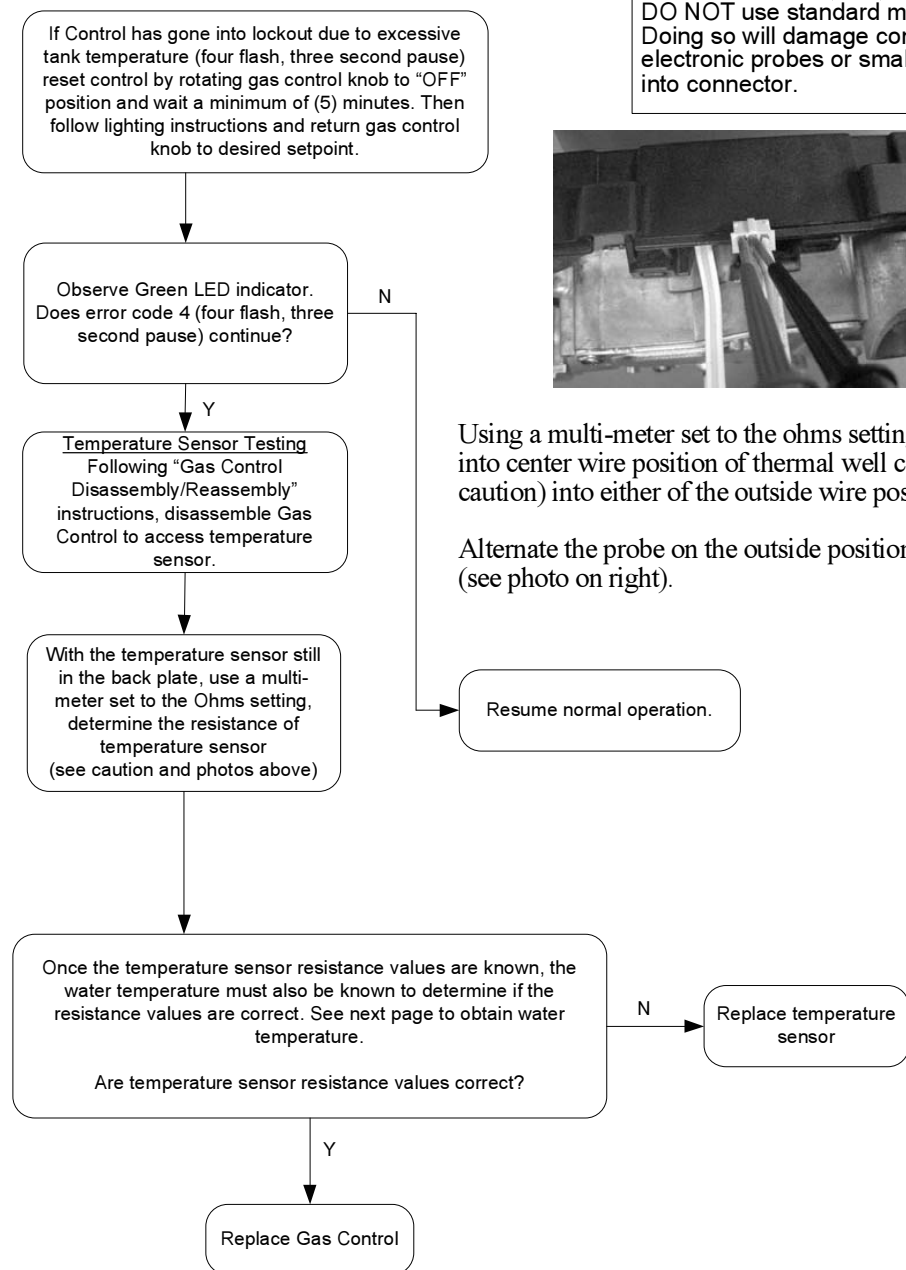 If Control has gone into lockout due to excessive
tank temperature (four flash, three second pause)
reset control by rotating gas control knob to “OFF”
position and wait a minimum of (5) minutes. Then
follow lighting instructions and return gas control
knob to desired setpoint.
DO NOT use standard
Doing so will damage
electronic probes or
into connector.
Observe Green LED indicator.
Does error code 4 (four flash, three
second pause) continue?
N
Y
Temperature Sensor Testing
Following “Gas Control
Disassembly/Reassembly”
instructions, disassemble Gas
Control to access temperature
sensor.
Using a multi-meter set to the ohms
into center wire position of thermal well
caution) into either of the outside wire
Alternate the probe on the outside
(see photo on right).
With the temperature sensor still
in the back plate, use a multi-
meter set to the Ohms setting,
determine the resistance of
temperature sensor
(see caution and photos above)
Resume normal operation.
Once the temperature sensor resistance values are known, the
water temperature must also be known to determine if the
resistance values are correct. See next page to obtain water
temperature.
Are temperature sensor resistance values correct?
N
Replace temperature
sensor
Y
Replace Gas Control